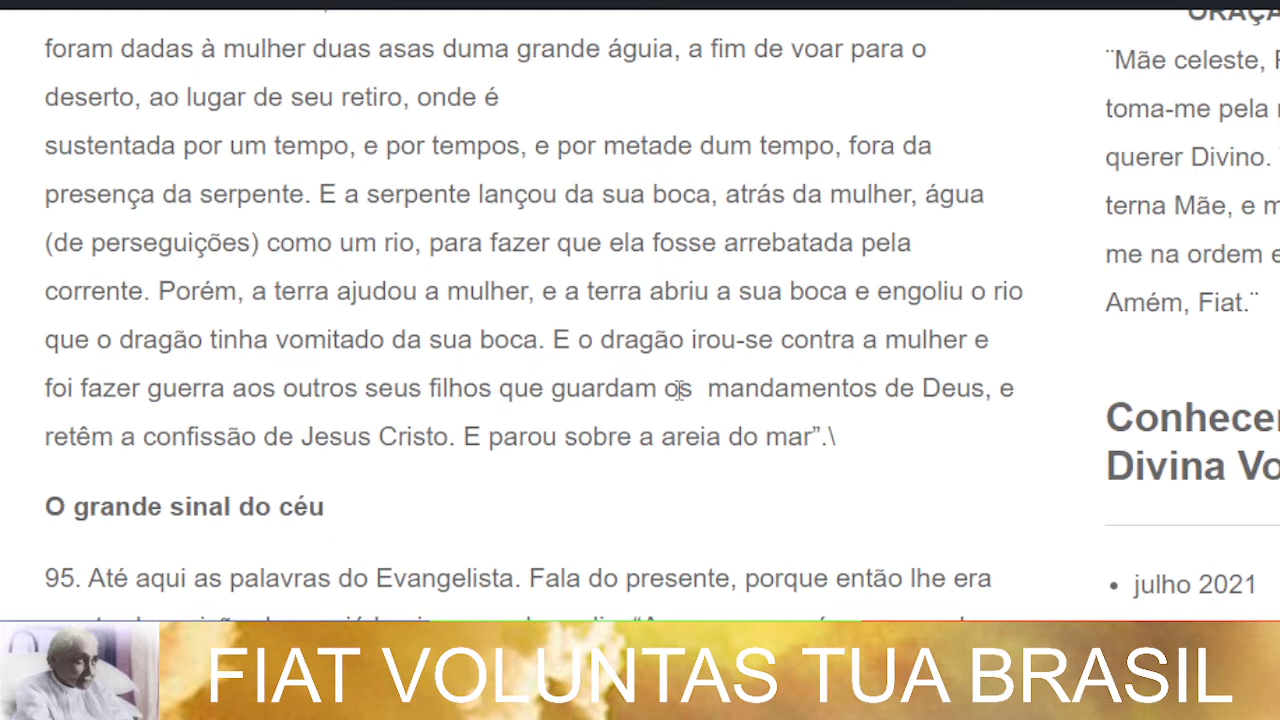 foram dadas à mulher duas asas duma grande águia, a fim de voar para o
deserto, ao lugar de seu retiro, onde é
sustentada por um tempo, e por tempos, e por metade dum tempo, fora da
presença da serpente. E a serpente lançou da sua boca, atrás da mulher, água
(de perseguições) como um rio, para fazer que ela fosse arrebatada pela
corrente. Porém, a terra ajudou a mulher, e a terra abriu a sua boca e engoliu o rio
que o dragão tinha vomitado da sua boca. E o dragão irou-se contra a mulher e
foi fazer guerra aos outros seus filhos que guardam os mandamentos de Deus, e
retêm a confissão de Jesus Cristo. E parou sobre a areia do mar”.\
O grande sinal do céu
95. Até aqui as palavras do Evangelista. Fala do presente, porque então lhe era
¨Mãe celeste,
toma-me pela
querer Divino.
terna Mãe, e
me na ordem
Amém, Fiat.¨
Conhecer
Divina Vo
• julho 2021
FIAT VOLUNTAS TUA BRASIL